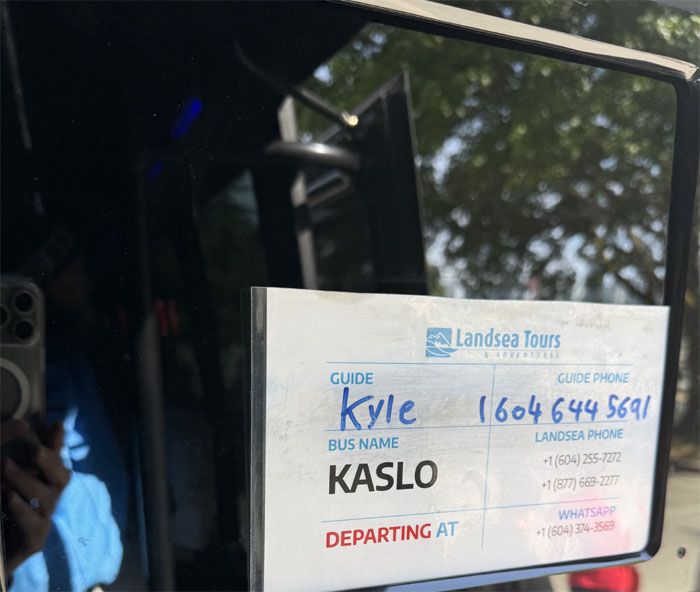 Landsea Tours
& ADVENTURES
GUIDE GUIDE PHONE
Kyle 1 604 644 5691
BUS NAME LANDSEA PHONE
KASLO +1 (604) 255-7272
+1 (877) 669-2277
DEPARTING AT WHATSAPP
+1 (604) 374-3569